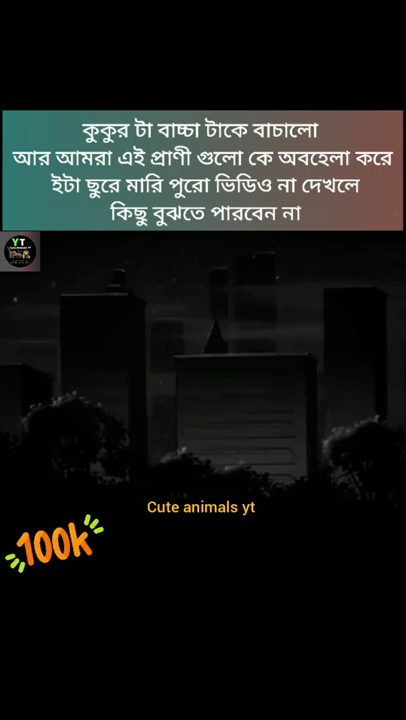 কুকুর টা বাচ্চা টাকে বাচালো
আর আমরা এই প্রাণী গুলো কে অবহেলা করে
ইটা ছুরে মারি পুরো ভিডিও না দেখলে
কিছু বুঝতে পারবেন না
YT
Cute animals yt
100k